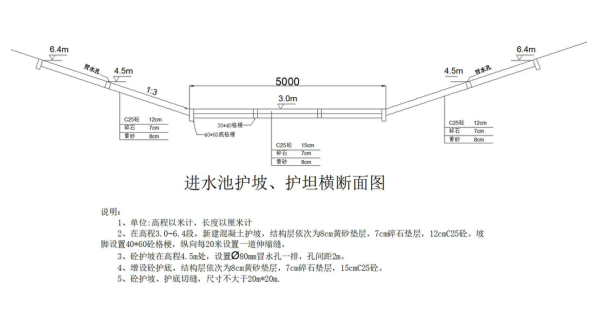 6.4m
6.4m
冒水孔
冒水孔
4.5m
4.5m
5000
1:3
3.0m
C25砼 12cm
碎石 7cm
黄砂 8cm
30*40格梗
40*60底格梗
C25砼 15cm
碎石 7cm
黄砂 8cm
C25砼 12cm
碎石 7cm
黄砂 8cm
进水池护坡、护坦横断面图
说明：
1、单位:高程以米计，长度以厘米计
2、在高程3.0~6.4段，新建混凝土护坡，结构层依次为8cm黄砂垫层，7cm碎石垫层，12cmC25砼。坡
脚设置40*60砼格梗，纵向每20米设置一道伸缩缝。
3、砼护坡在高程4.5m处，设置Ø80mm冒水孔一排，孔间距2m。
4、增设砼护底，结构层依次为8cm黄砂垫层，7cm碎石垫层，15cmC25砼。
5、砼护坡、护底切缝，尺寸不大于20m*20m.